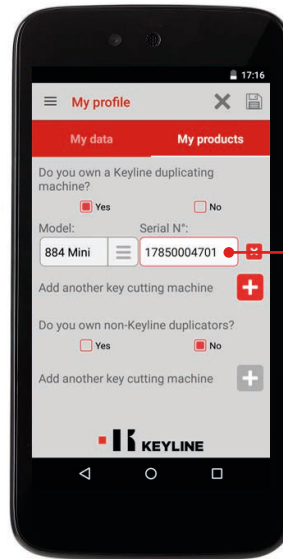 17:16
My profile
My data My products
Do you own a Keyline duplicating
machine?
Yes No
Model: Serial N°:
884 Mini 17850004701
Add another key cutting machine
Do you own non-Keyline duplicators?
Yes No
Add another key cutting machine
KEYLINE